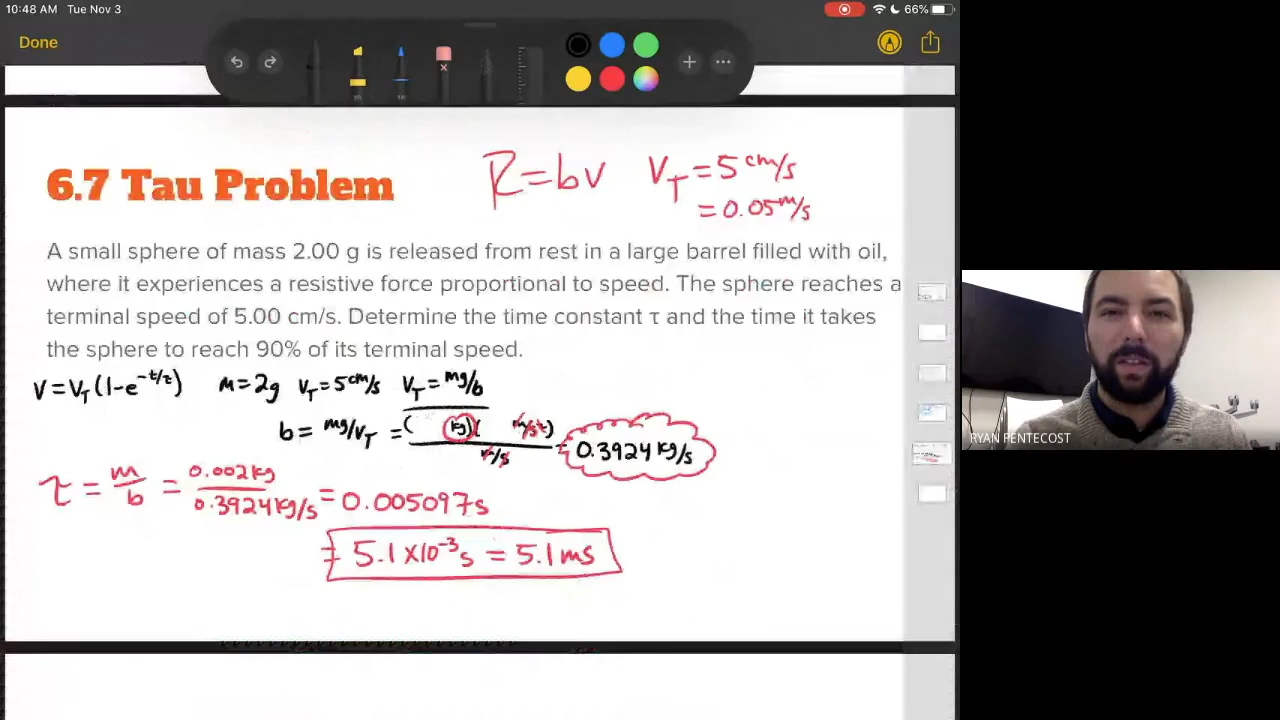 10:48 AM Tue Nov 3
66%
Done
6.7 Tau Problem
R = bv
V_T = 5 cm/s
= 0.05 m/s
A small sphere of mass 2.00 g is released from rest in a large barrel filled with oil,
where it experiences a resistive force proportional to speed. The sphere reaches a
terminal speed of 5.00 cm/s. Determine the time constant τ and the time it takes
the sphere to reach 90% of its terminal speed.
V = V_T (1-e^-t/τ) m = 2g V_T = 5 cm/s V_T = mg/b
b = mg/V_T = ( kg)( m/s²) / m/s = 0.3924 kg/s
τ = m/b = 0.002 kg / 0.3924 kg/s = 0.005097 s
= 5.1 x 10^-3 s = 5.1 ms
RYAN PENTECOST